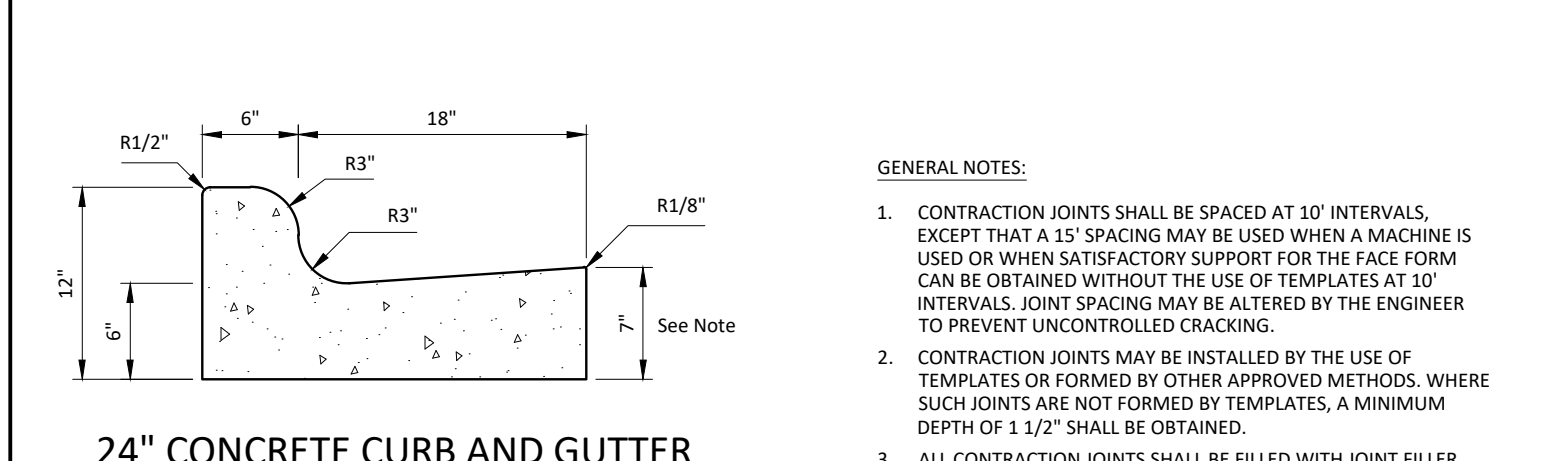 6" 18"
R1/2"
R3"
R3"
R1/8"
12"
6"
7" See Note
24" CONCRETE CURB AND GUTTER
GENERAL NOTES:
1. CONTRACTION JOINTS SHALL BE SPACED AT 10' INTERVALS,
EXCEPT THAT A 15' SPACING MAY BE USED WHEN A MACHINE IS
USED OR WHEN SATISFACTORY SUPPORT FOR THE FACE FORM
CAN BE OBTAINED WITHOUT THE USE OF TEMPLATES AT 10'
INTERVALS. JOINT SPACING MAY BE ALTERED BY THE ENGINEER
TO PREVENT UNCONTROLLED CRACKING.
2. CONTRACTION JOINTS MAY BE INSTALLED BY THE USE OF
TEMPLATES OR FORMED BY OTHER APPROVED METHODS. WHERE
SUCH JOINTS ARE NOT FORMED BY TEMPLATES, A MINIMUM
DEPTH OF 1 1/2" SHALL BE OBTAINED.
3. ALL CONTRACTION JOINTS SHALL BE FILLED WITH JOINT FILLER